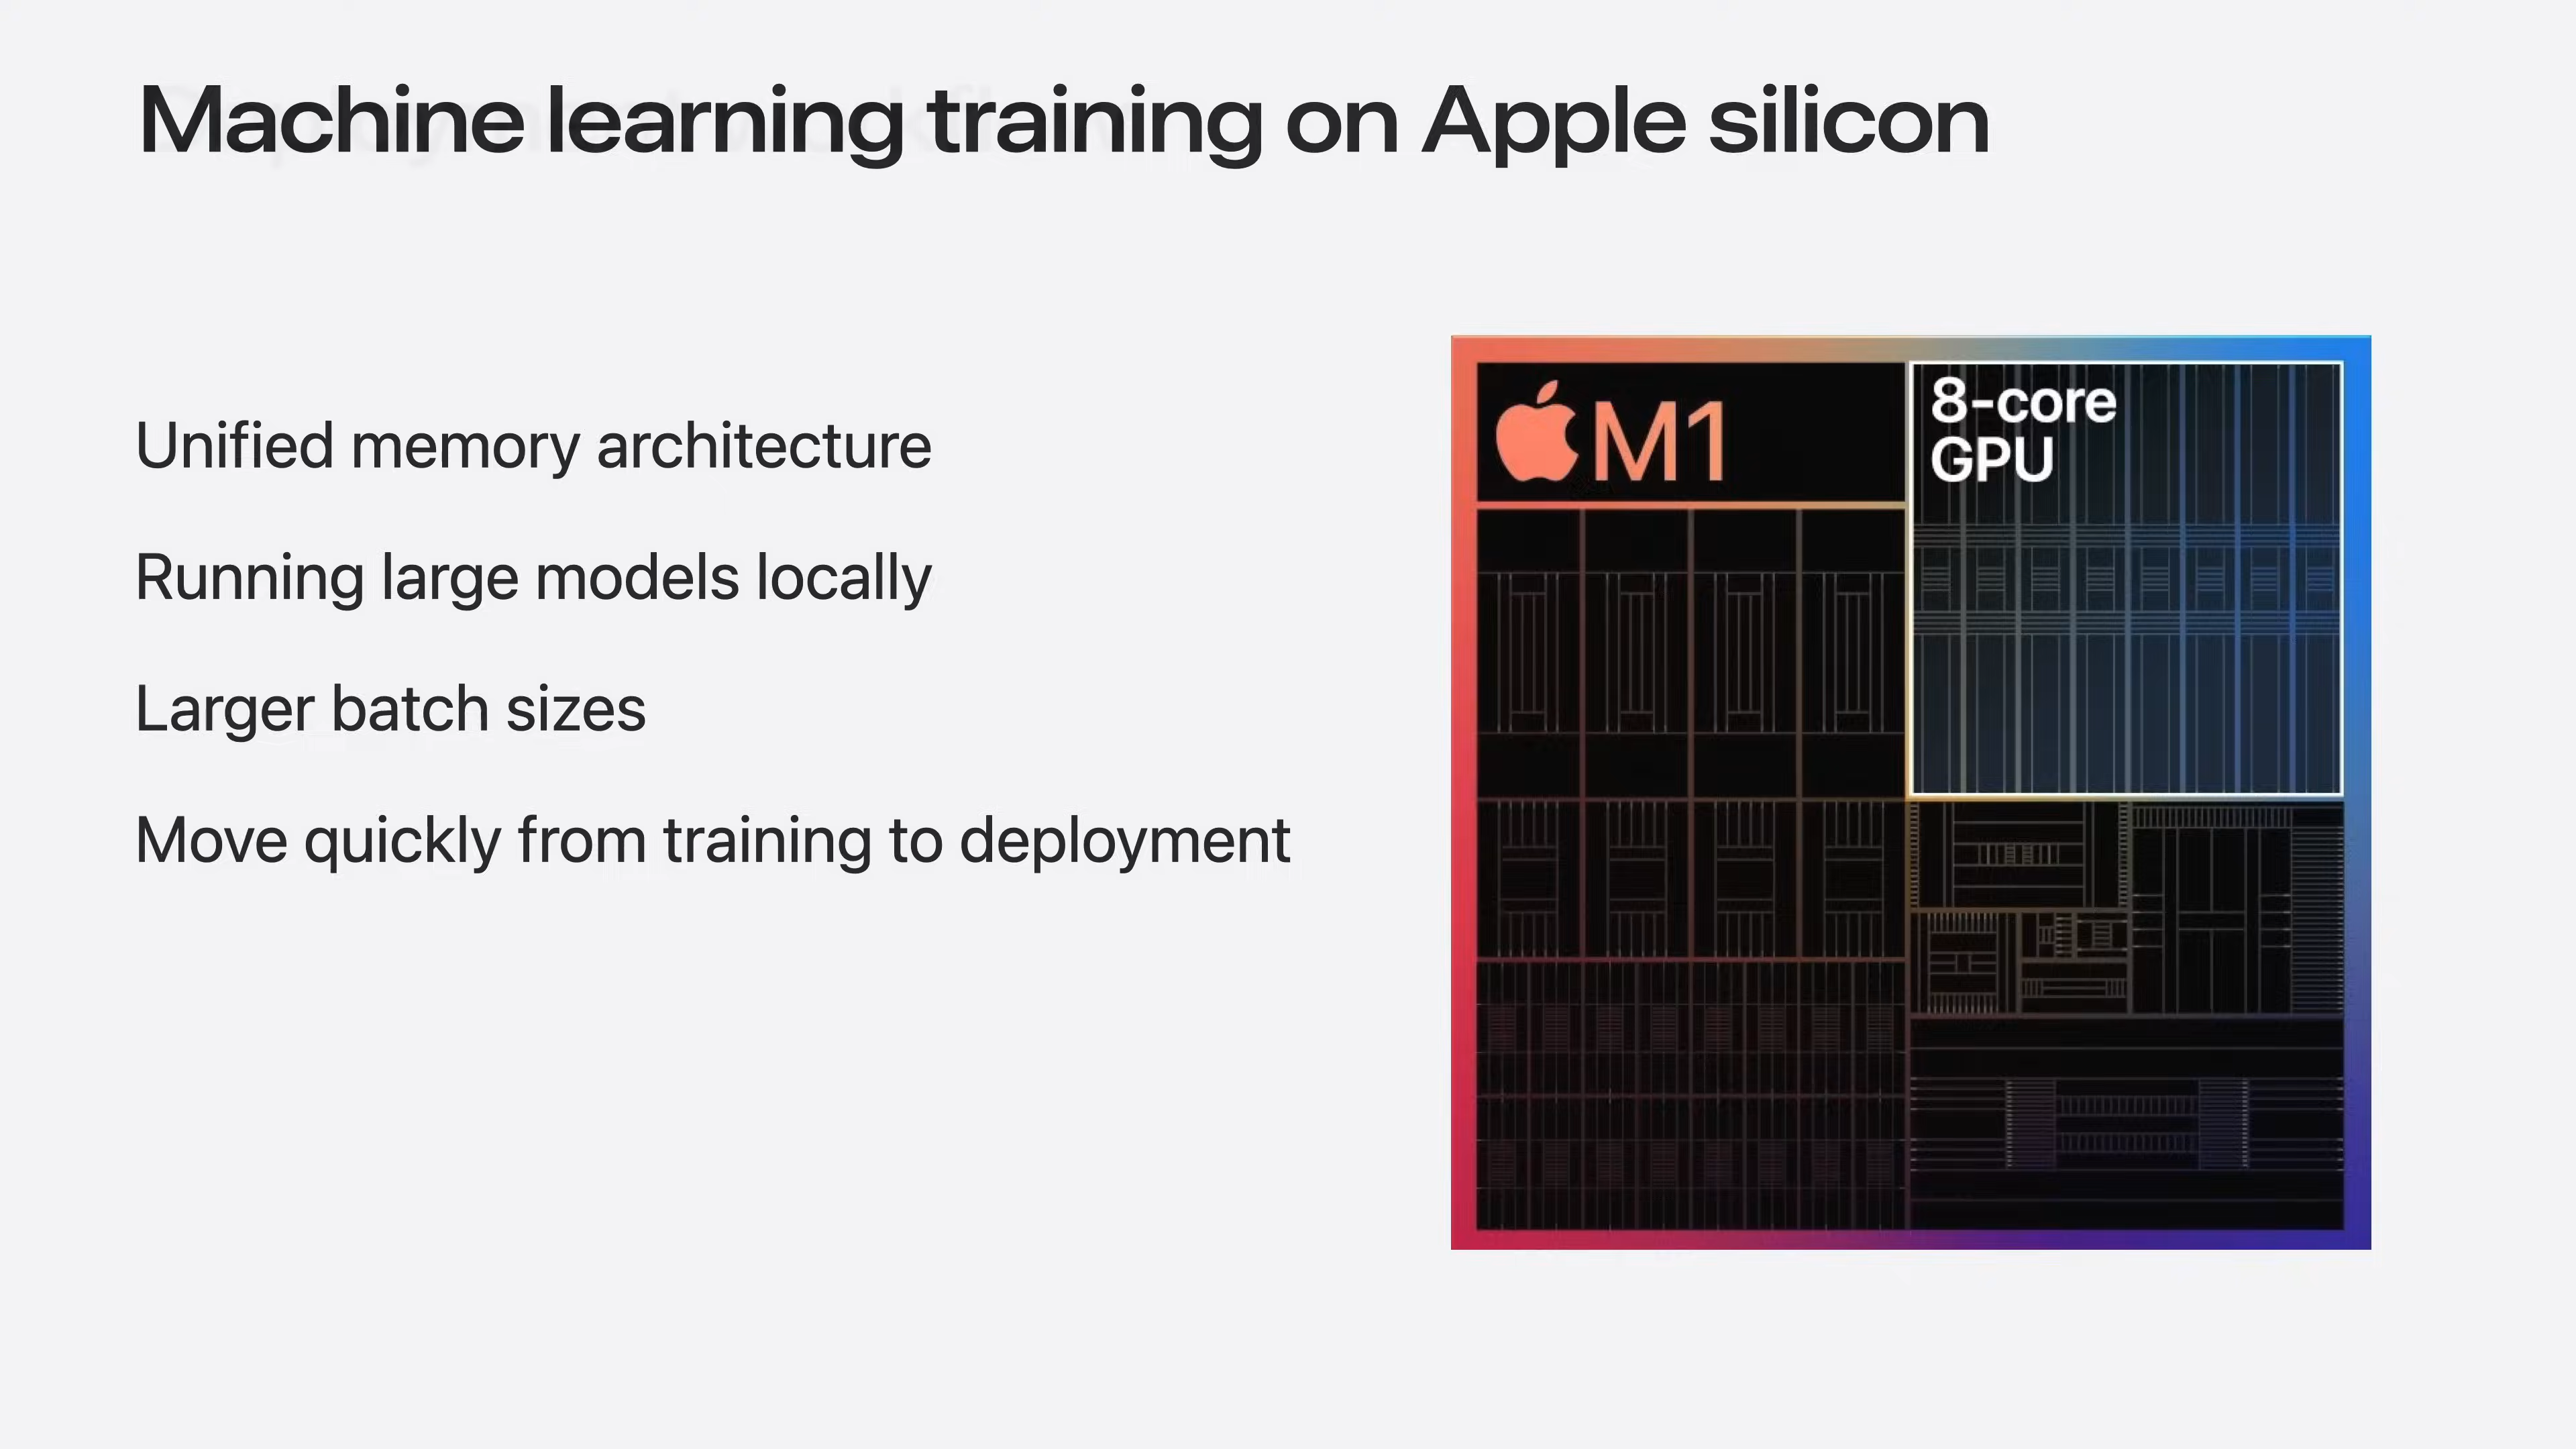 Machine learning training on Apple silicon
Unified memory architecture
Running large models locally
Larger batch sizes
Move quickly from training to deployment
M1
8-core
GPU